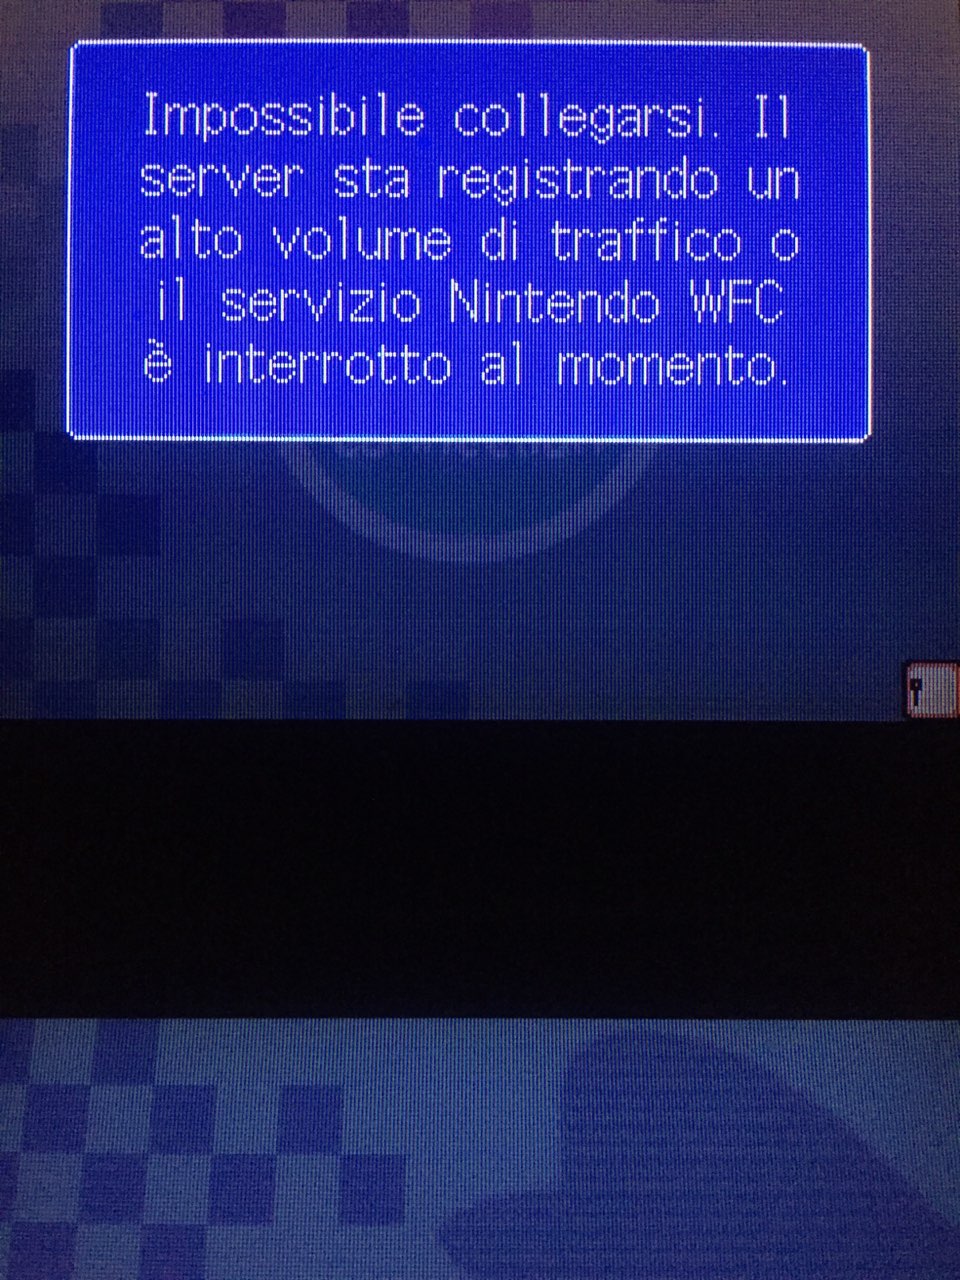 Impossibile collegarsi. Il
server sta registrando un
alto volume di traffico o
il servizio Nintendo WFC
è interrotto al momento.